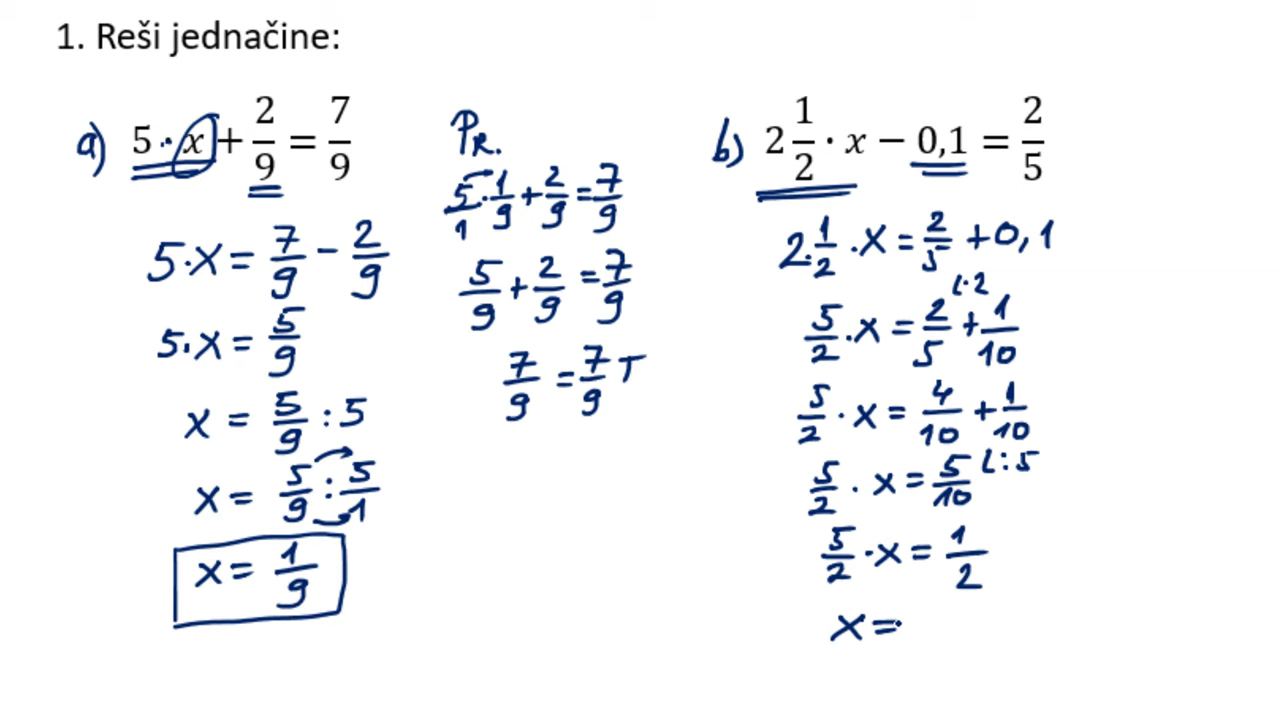 1. Reši jednačine:
a) 5 · x + 2/9 = 7/9
5·x = 7/9 - 2/9
5·x = 5/9
x = 5/9 : 5
x = 5/9 : 5/1
x = 1/9
Pr.
5/1 · 1/9 + 2/9 = 7/9
5/9 + 2/9 = 7/9
7/9 = 7/9 T
b) 2 1/2 · x − 0,1 = 2/5
2· 1/2 · x = 2/5 + 0,1
5/2 · x = 2/5 (·2 + 1/10
5/2 · x = 4/10 + 1/10
5/2 · x = 5/10 (:5
5/2 · x = 1/2
x =